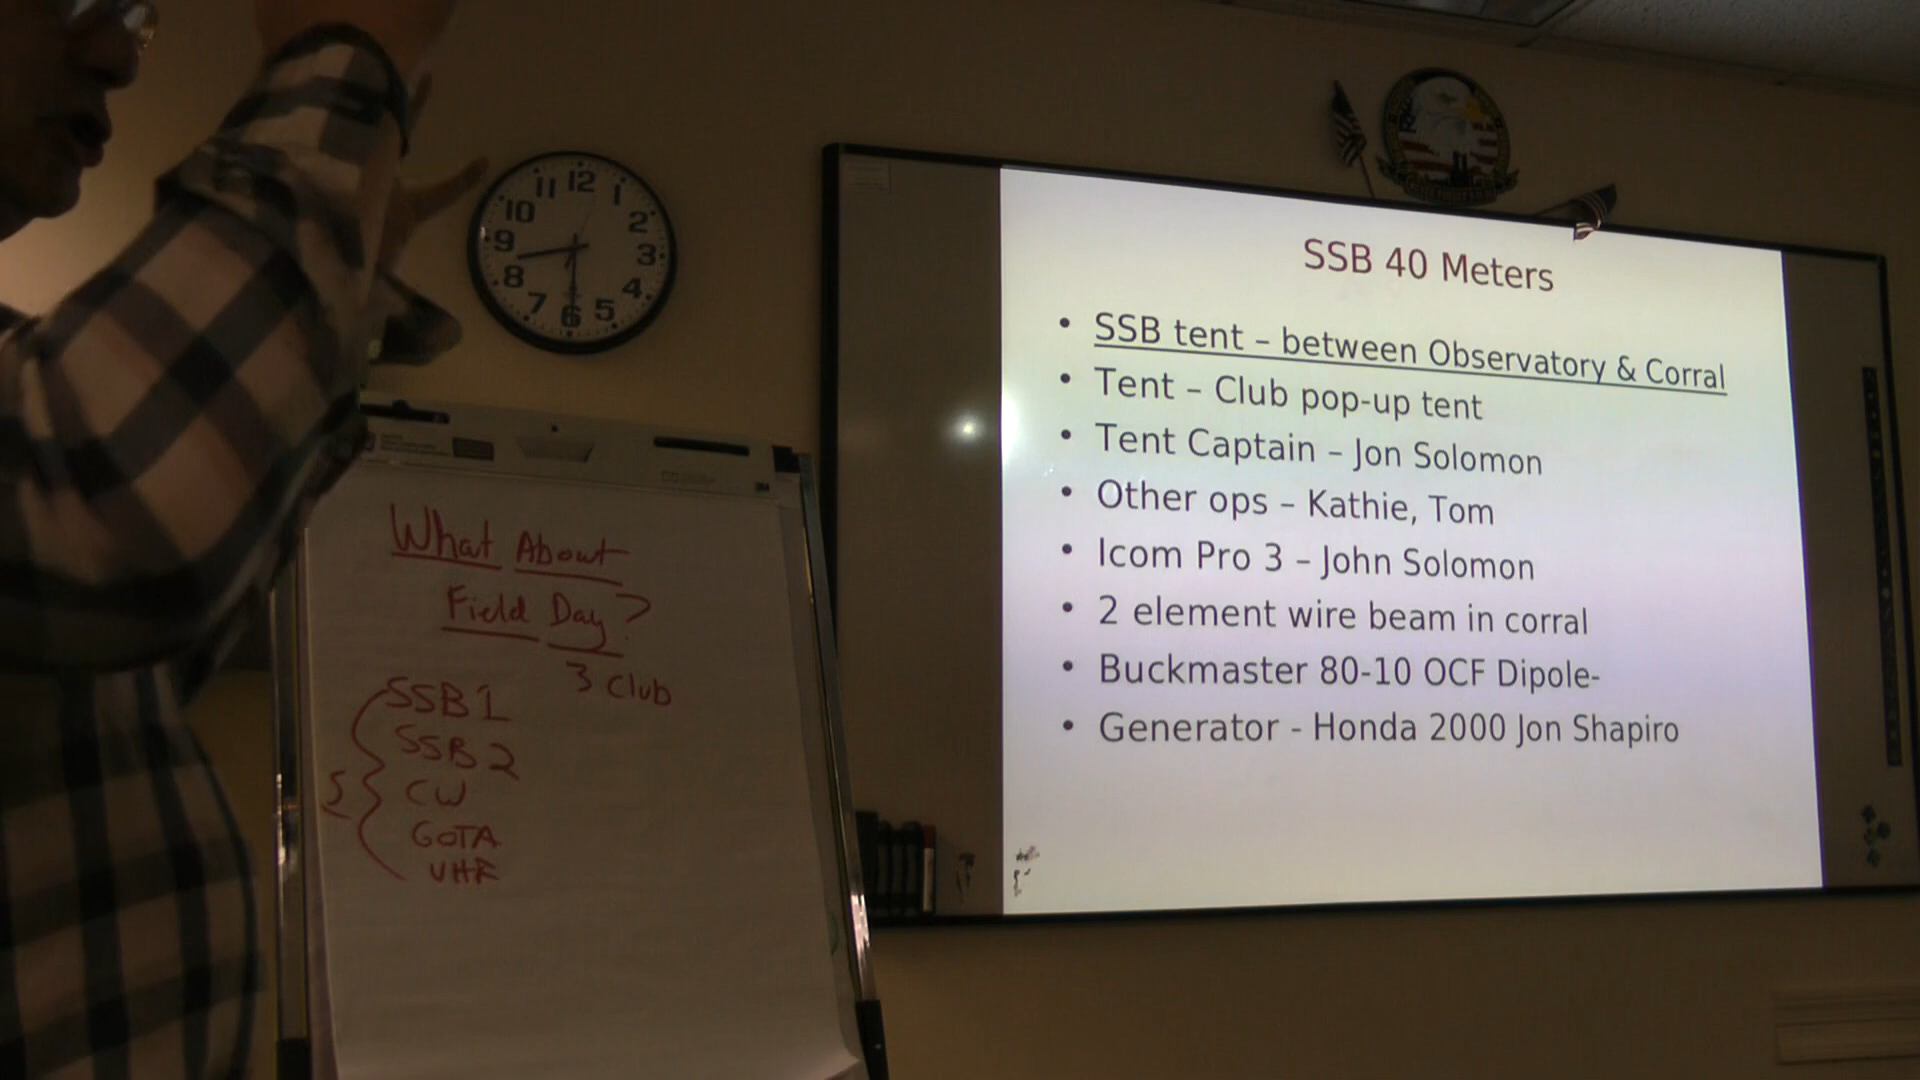 12
1
2
3
4
5
6
7
8
9
10
11
What About
Field Day?
3 Club
SSB 1
SSB 2
5
CW
GOTA
VHF
SSB 40 Meters
• SSB tent – between Observatory & Corral
• Tent – Club pop-up tent
• Tent Captain – Jon Solomon
• Other ops – Kathie, Tom
• Icom Pro 3 – John Solomon
• 2 element wire beam in corral
• Buckmaster 80-10 OCF Dipole-
• Generator - Honda 2000 Jon Shapiro